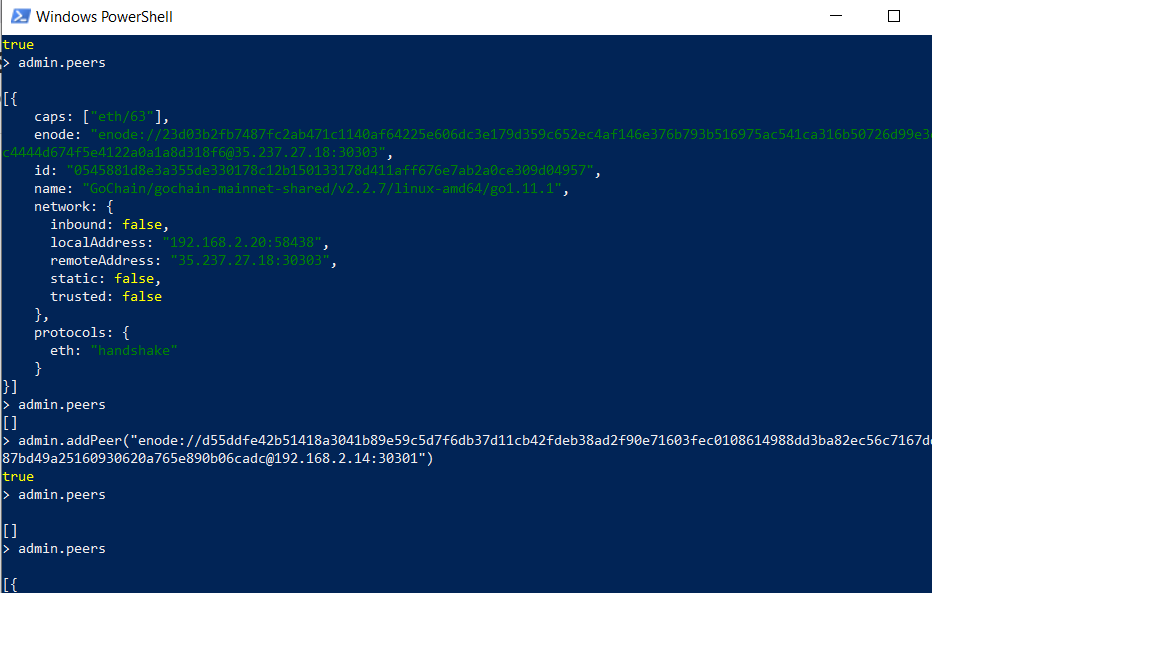 Windows PowerShell
true
> admin.peers
[{
caps: ["eth/63"],
enode: "enode://23d03b2fb7487fc2ab471c1140af64225e606dc3e179d359c652ec4af146e376b793b516975ac541ca316b50726d99e3
c4444d674f5e4122a0a1a8d318f6@35.237.27.18:30303",
id: "0545881d8e3a355de330178c12b150133178d411aff676e7ab2a0ce309d04957",
name: "GoChain/gochain-mainnet-shared/v2.2.7/linux-amd64/go1.11.1",
network: {
inbound: false,
localAddress: "192.168.2.20:58438",
remoteAddress: "35.237.27.18:30303",
static: false,
trusted: false
},
protocols: {
eth: "handshake"
}
}]
> admin.peers
[]
> admin.addPeer("enode://d55ddfe42b51418a3041b89e59c5d7f6db37d11cb42fdeb38ad2f90e71603fec0108614988dd3ba82ec56c7167d
87bd49a25160930620a765e890b06cadc@192.168.2.14:30301")
true
> admin.peers
[]
> admin.peers
[{